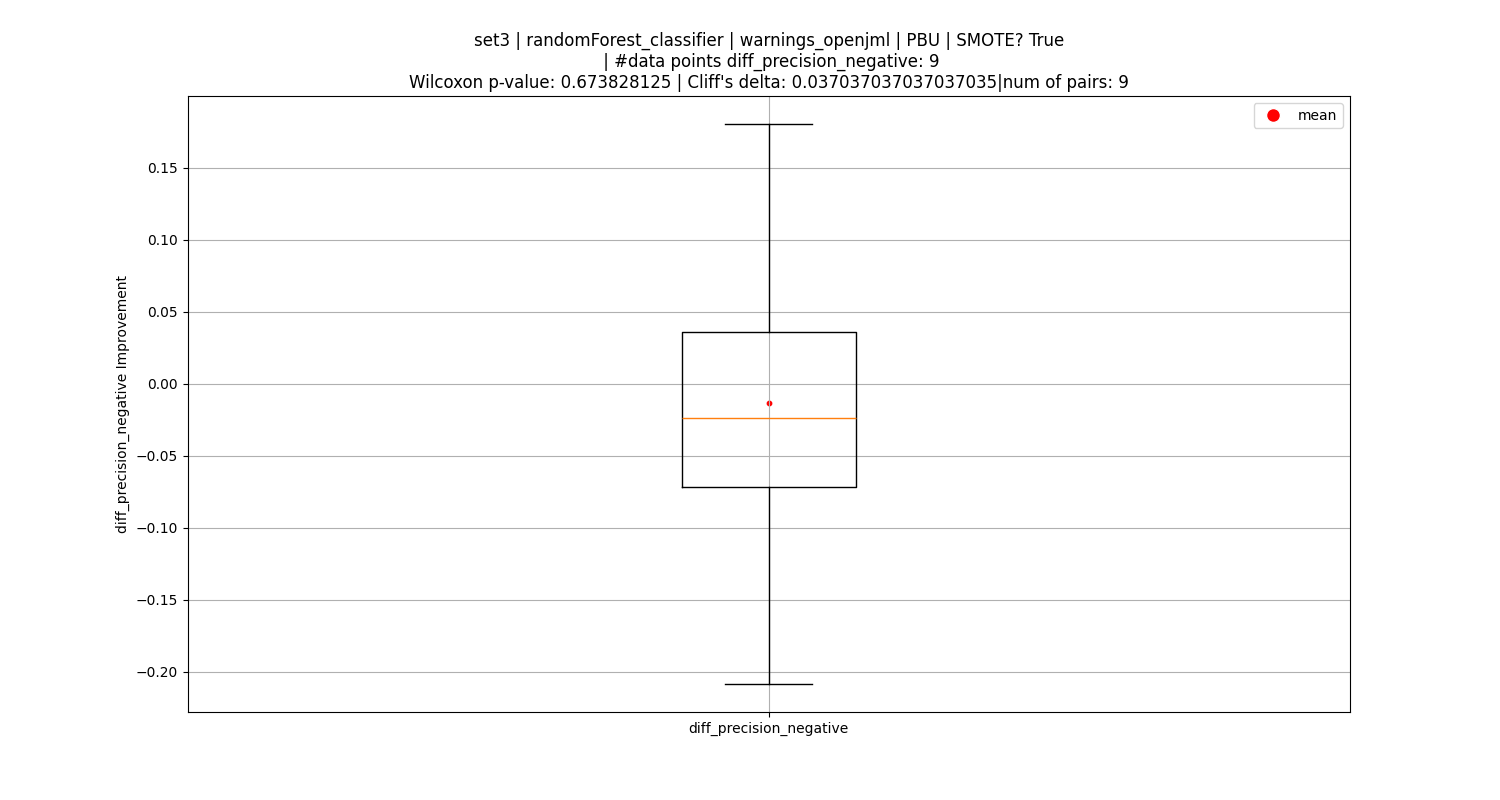 set3 | randomForest_classifier | warnings_openjml | PBU | SMOTE? True
| #data points diff_precision_negative: 9
Wilcoxon p-value: 0.673828125 | Cliff's delta: 0.037037037037037035|num of pairs: 9
mean
0.15
0.10
0.05
0.00
−0.05
−0.10
−0.15
−0.20
diff_precision_negative Improvement
diff_precision_negative